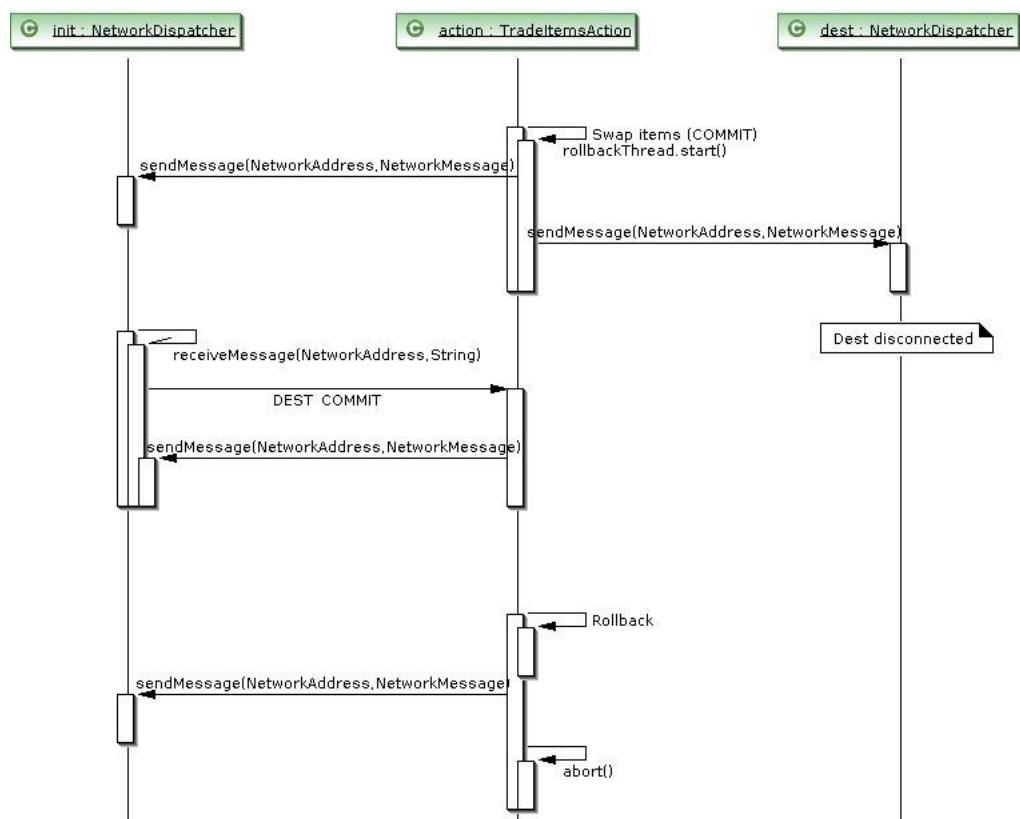 C init : NetworkDispatcher
C action : TradeItemsAction
C dest : NetworkDispatcher
Swap items (COMMIT)
rollbackThread.start()
sendMessage(NetworkAddress,NetworkMessage)
sendMessage(NetworkAddress,NetworkMessage)
Dest disconnected
receiveMessage(NetworkAddress,String)
DEST COMMIT
sendMessage(NetworkAddress,NetworkMessage)
Rollback
sendMessage(NetworkAddress,NetworkMessage)
abort()